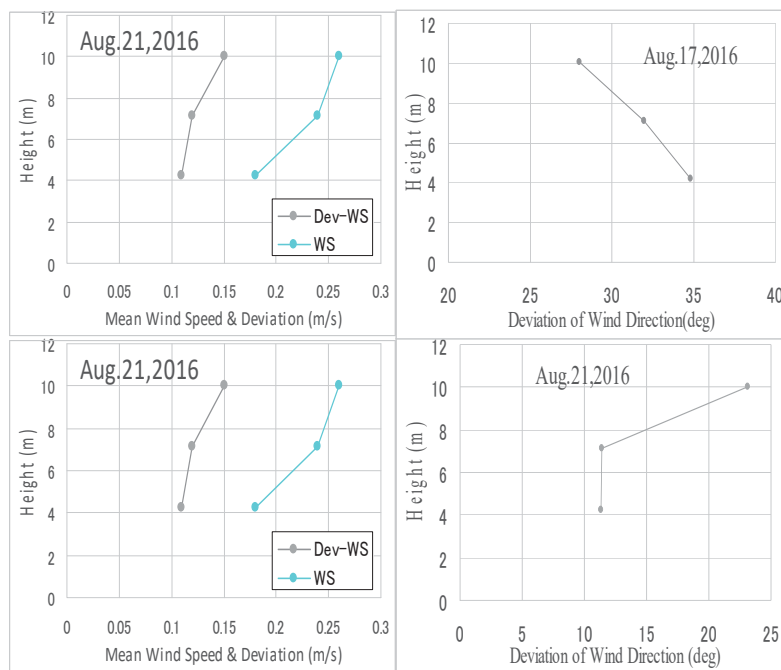 Aug.21,2016
12
10
8
6
4
2
0
Height (m)
Dev-WS
WS
0 0.05 0.1 0.15 0.2 0.25 0.3
Mean Wind Speed & Deviation (m/s)
Aug.17,2016
12
10
8
6
4
2
0
Height (m)
20 25 30 35 40
Deviation of Wind Direction(deg)
Aug.21,2016
12
10
8
6
4
2
0
Height (m)
Dev-WS
WS
0 0.05 0.1 0.15 0.2 0.25 0.3
Mean Wind Speed & Deviation (m/s)
Aug.21,2016
12
10
8
6
4
2
0
Height (m)
0 5 10 15 20 25
Deviation of Wind Direction (deg)